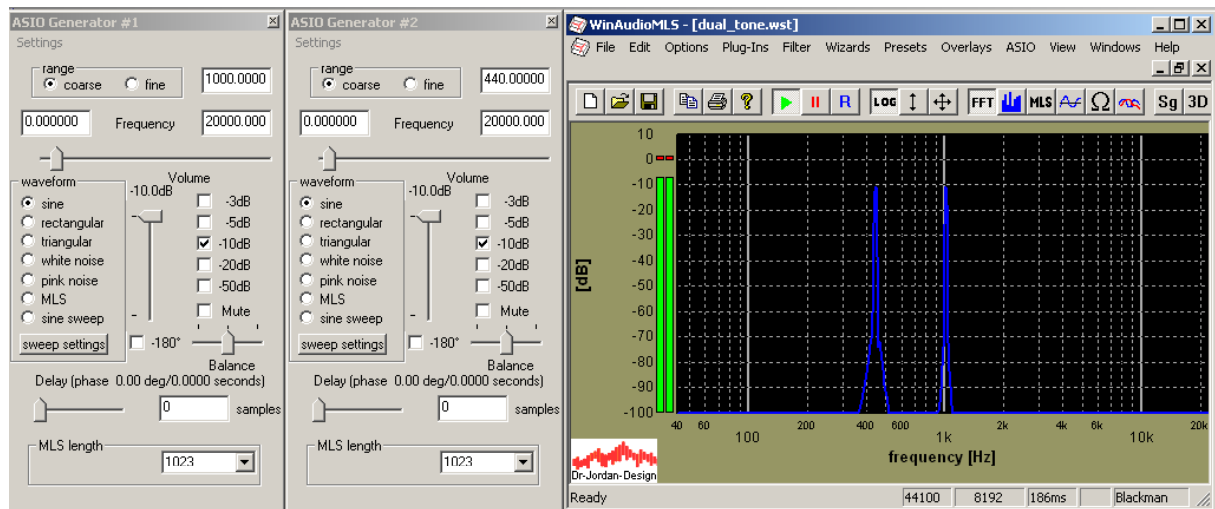 ASIO Generator #1
Settings
range
coarse fine 1000.0000
0.000000 Frequency 20000.000
waveform
sine
rectangular
triangular
white noise
pink noise
MLS
sine sweep
sweep settings
Volume
-10.0dB
-3dB
-5dB
-10dB
-20dB
-50dB
Mute
-180°
Balance
Delay (phase 0.00 deg/0.0000 seconds)
0 samples
MLS length
1023
ASIO Generator #2
Settings
range
coarse fine 440.00000
0.000000 Frequency 20000.000
waveform
sine
rectangular
triangular
white noise
pink noise
MLS
sine sweep
sweep settings
Volume
-10.0dB
-3dB
-5dB
-10dB
-20dB
-50dB
Mute
-180°
Balance
Delay (phase 0.00 deg/0.0000 seconds)
0 samples
MLS length
1023
WinAudioMLS - [dual_tone.wst]
File Edit Options Plug-Ins Filter Wizards Presets Overlays ASIO View Windows Help
R LOG FFT MLS Ω Sg 3D
10
0
-10
-20
-30
-40
-50
-60
-70
-80
-90
-100
[dB]
40 60 100 200 400 600 1k 2k 4k 6k 10k 20k
frequency [Hz]
Dr-Jordan-Design
Ready 44100 8192 186ms Blackman